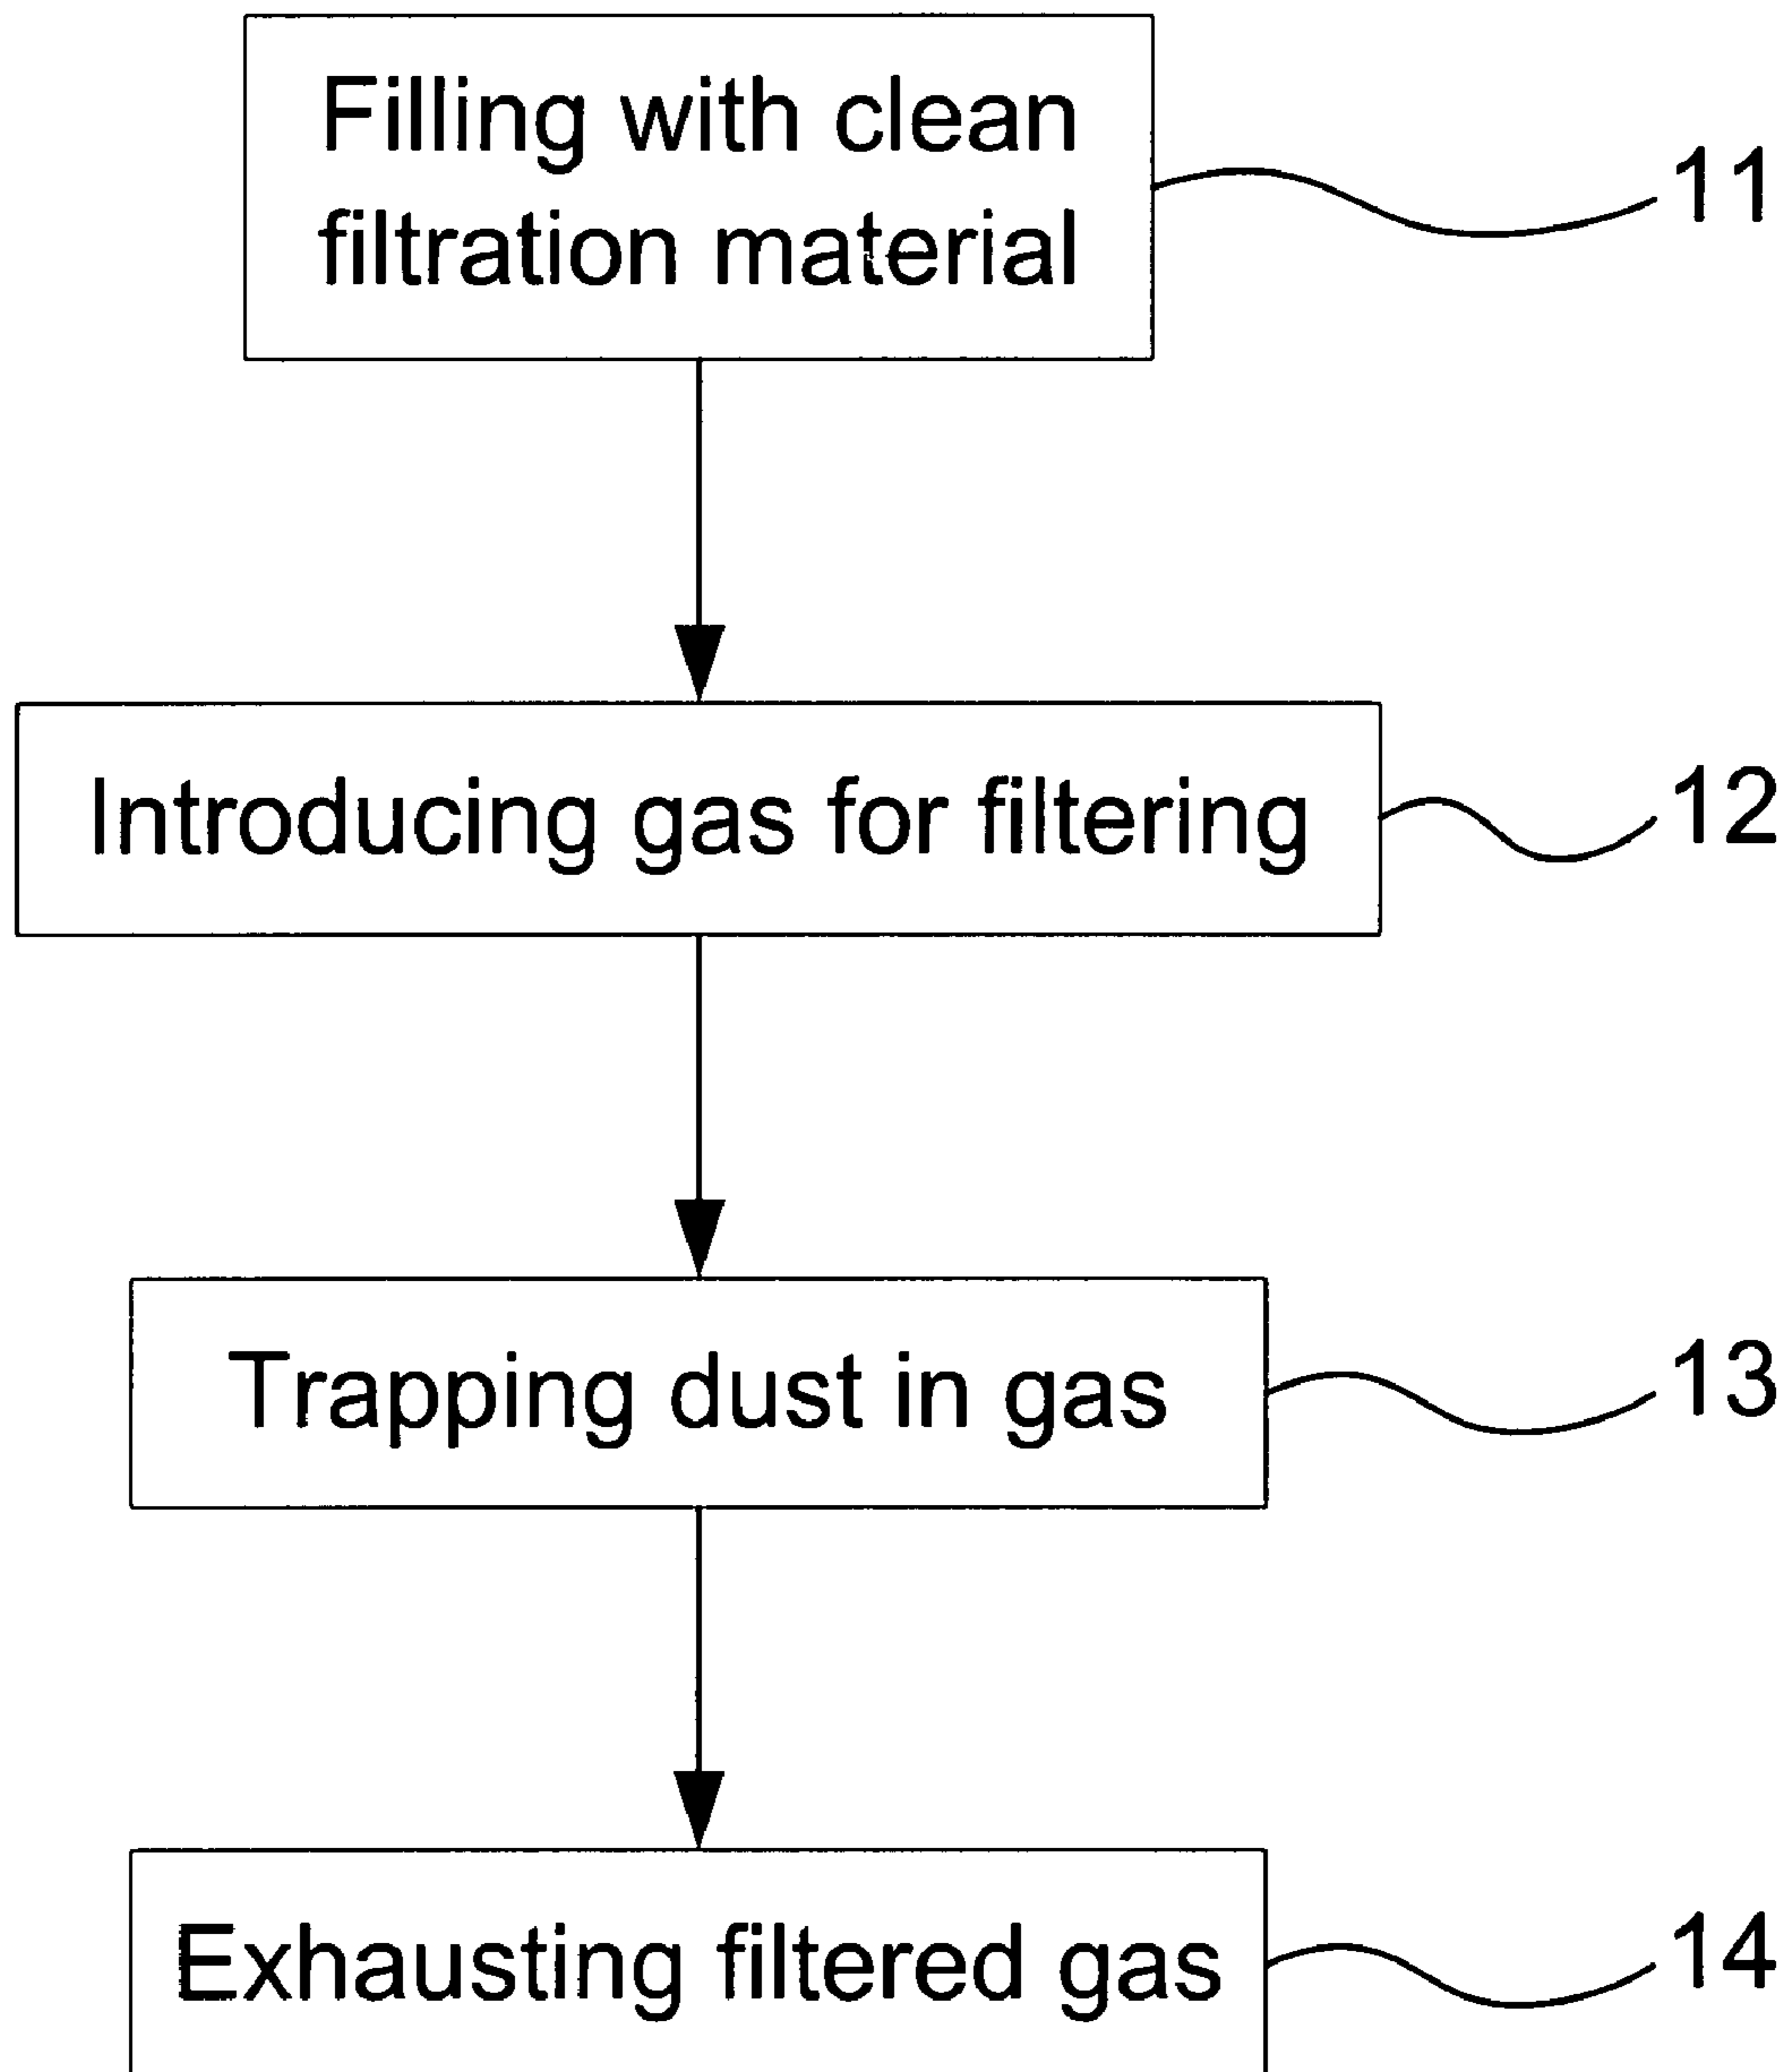 Filling with clean
filtration material
11
Introducing gas for filtering
12
Trapping dust in gas
13
Exhausting filtered gas
14